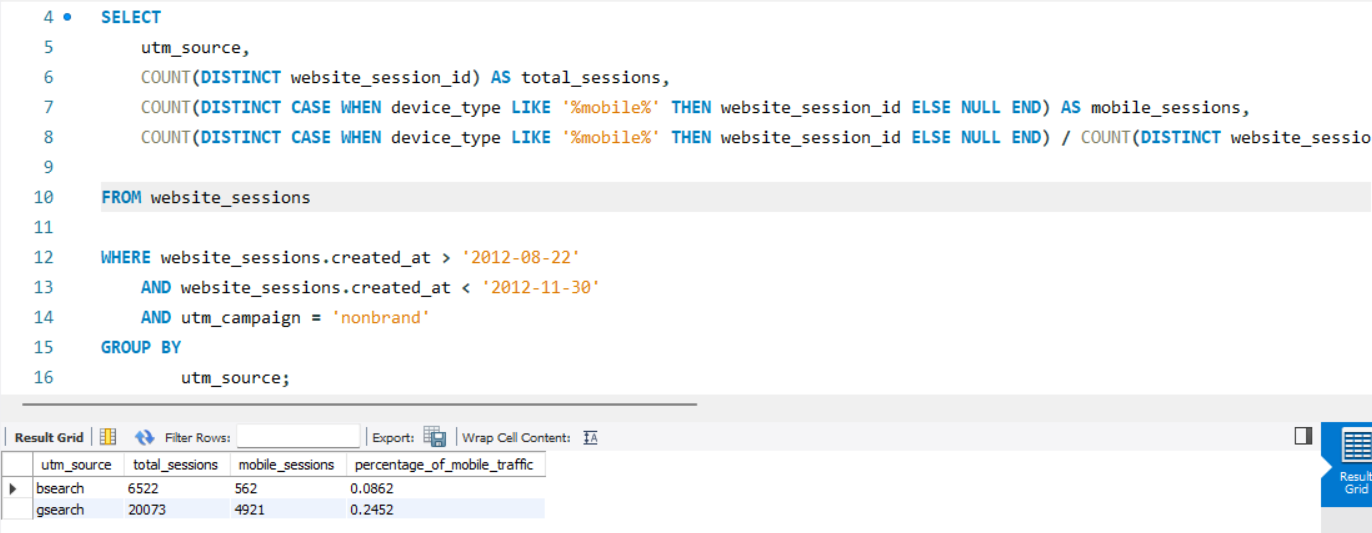 4 SELECT
5 utm_source,
6 COUNT(DISTINCT website_session_id) AS total_sessions,
7 COUNT(DISTINCT CASE WHEN device_type LIKE '%mobile%' THEN website_session_id ELSE NULL END) AS mobile_sessions,
8 COUNT(DISTINCT CASE WHEN device_type LIKE '%mobile%' THEN website_session_id ELSE NULL END) / COUNT(DISTINCT website_sessio
9
10 FROM website_sessions
11
12 WHERE website_sessions.created_at > '2012-08-22'
13 AND website_sessions.created_at < '2012-11-30'
14 AND utm_campaign = 'nonbrand'
15 GROUP BY
16 utm_source;
Result Grid Filter Rows: Export: Wrap Cell Content:
utm_source total_sessions mobile_sessions percentage_of_mobile_traffic
bsearch 6522 562 0.0862
gsearch 20073 4921 0.2452
Result
Grid